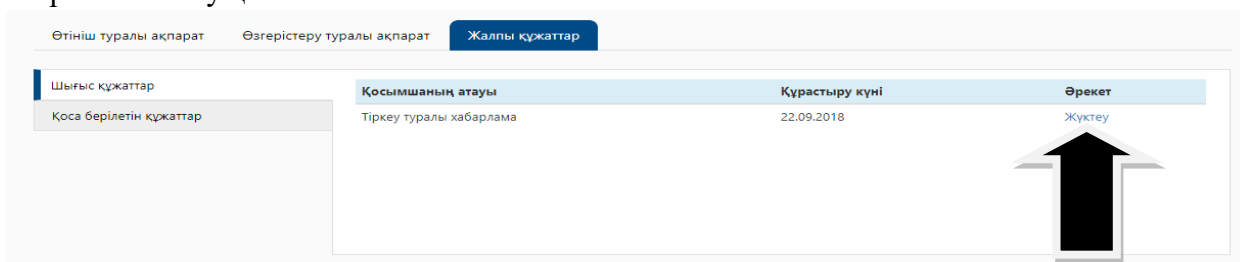 Өтініш туралы ақпарат Өзгерістеру туралы ақпарат Жалпы құжаттар
Шығыс құжаттар
Қоса берілетін құжаттар
Қосымшаның атауы Құрастыру күні Әрекет
Тіркеу туралы хабарлама 22.09.2018 Жүктеу